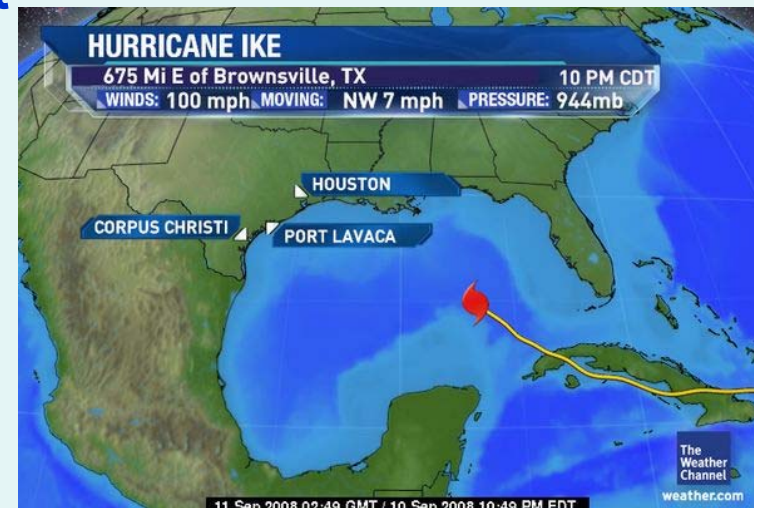 HURRICANE IKE
675 Mi E of Brownsville, TX 10 PM CDT
WINDS: 100 mph MOVING: NW 7 mph PRESSURE: 944mb
HOUSTON
CORPUS CHRISTI
PORT LAVACA
The
Weather
Channel
weather.com
11 Sep 2008 02:49 GMT / 10 Sep 2008 10:49 PM EDT